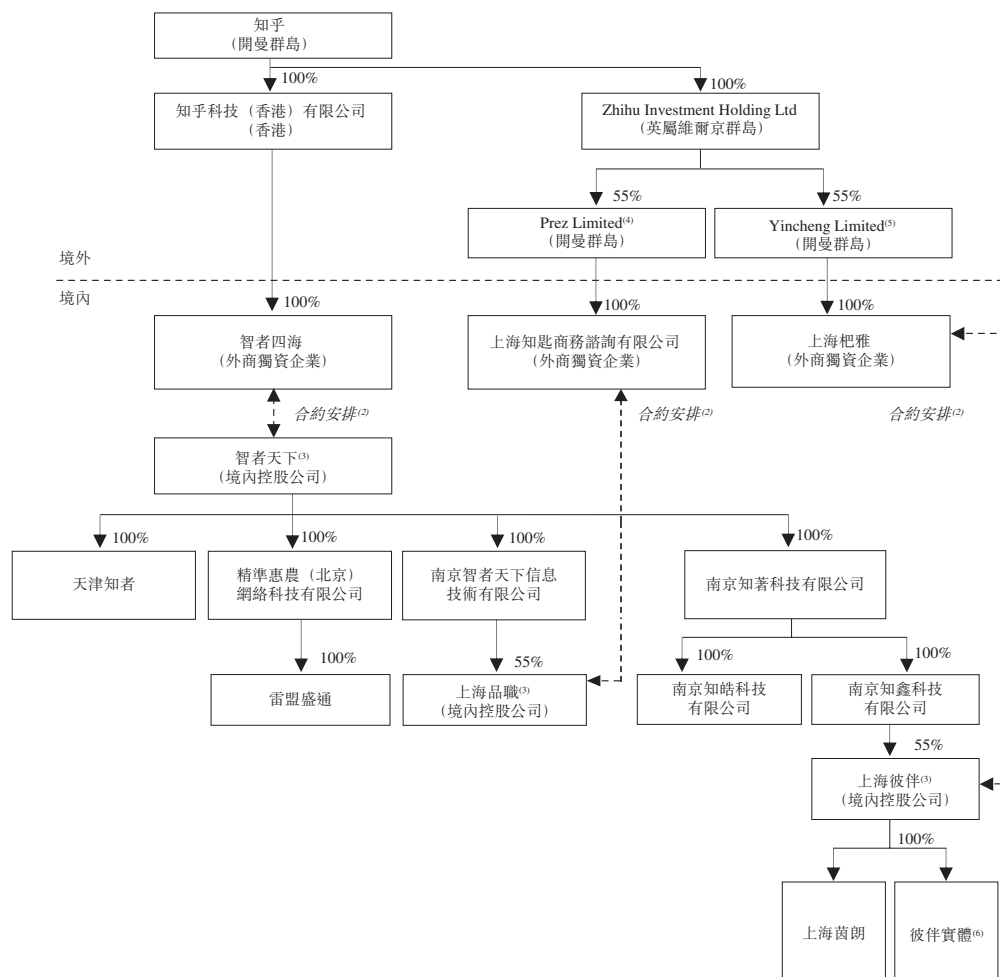 知乎
(開曼群島)
100%
100%
知乎科技（香港）有限公司
(香港)
Zhihu Investment Holding Ltd
(英屬維爾京群島)
55%
55%
Prez Limited(4)
(開曼群島)
Yincheng Limited(5)
(開曼群島)
境外
境內
100%
100%
100%
智者四海
(外商獨資企業)
上海知匙商務諮詢有限公司
(外商獨資企業)
上海杷雅
(外商獨資企業)
合約安排(2)
合約安排(2)
合約安排(2)
智者天下(3)
(境內控股公司)
100%
100%
100%
100%
天津知者
精準惠農（北京）
網絡科技有限公司
南京智者天下信息
技術有限公司
南京知著科技有限公司
100%
55%
100%
100%
雷盟盛通
上海品職(3)
(境內控股公司)
南京知皓科技
有限公司
南京知鑫科技
有限公司
55%
上海彼伴(3)
(境內控股公司)
100%
上海茵朗
彼伴實體(6)